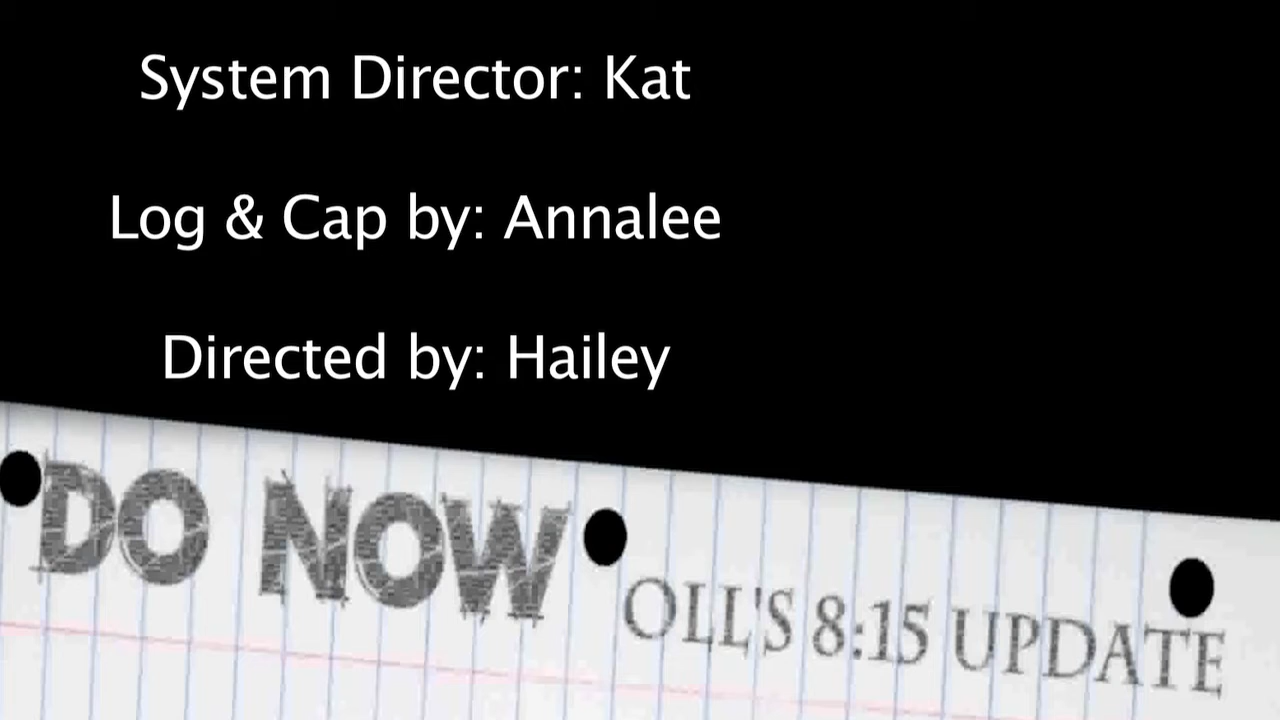 System Director: Kat
Log & Cap by: Annalee
Directed by: Hailey
DO NOW
OLL'S 8:15 UPDATE